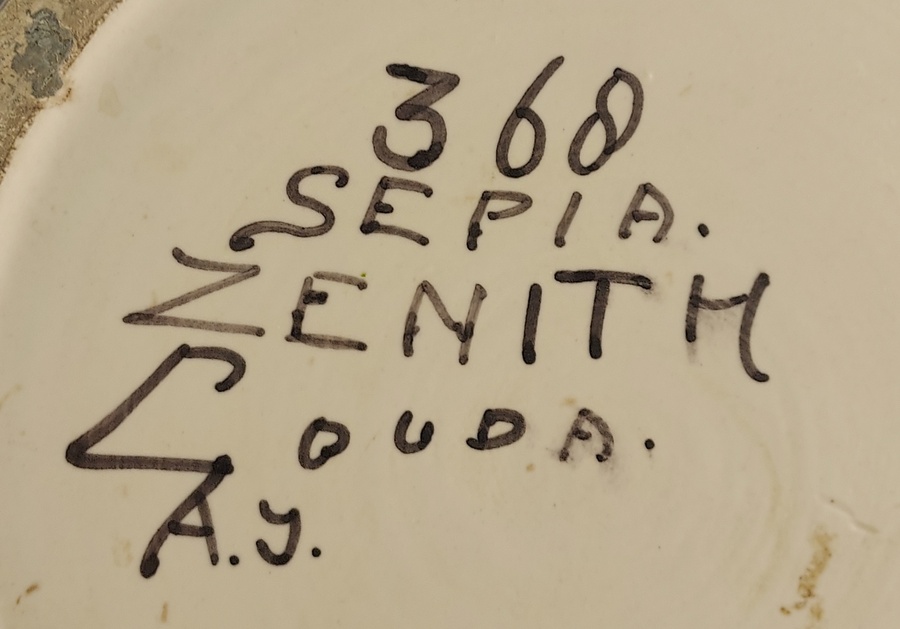 368
SEPIA.
ZENITH
GOUDA.
A.y.